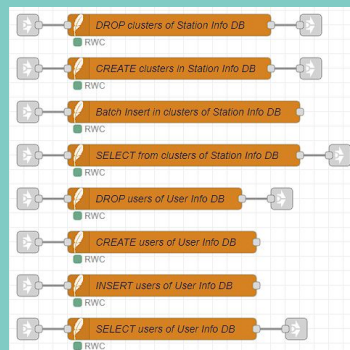 DROP clusters of Station Info DB
RWC
CREATE clusters in Station Info DB
RWC
Batch Insert in clusters of Station Info DB
RWC
SELECT from clusters of Station Info DB
RWC
DROP users of User Info DB
RWC
CREATE users of User Info DB
RWC
INSERT users of User Info DB
RWC
SELECT users of User Info DB
RWC